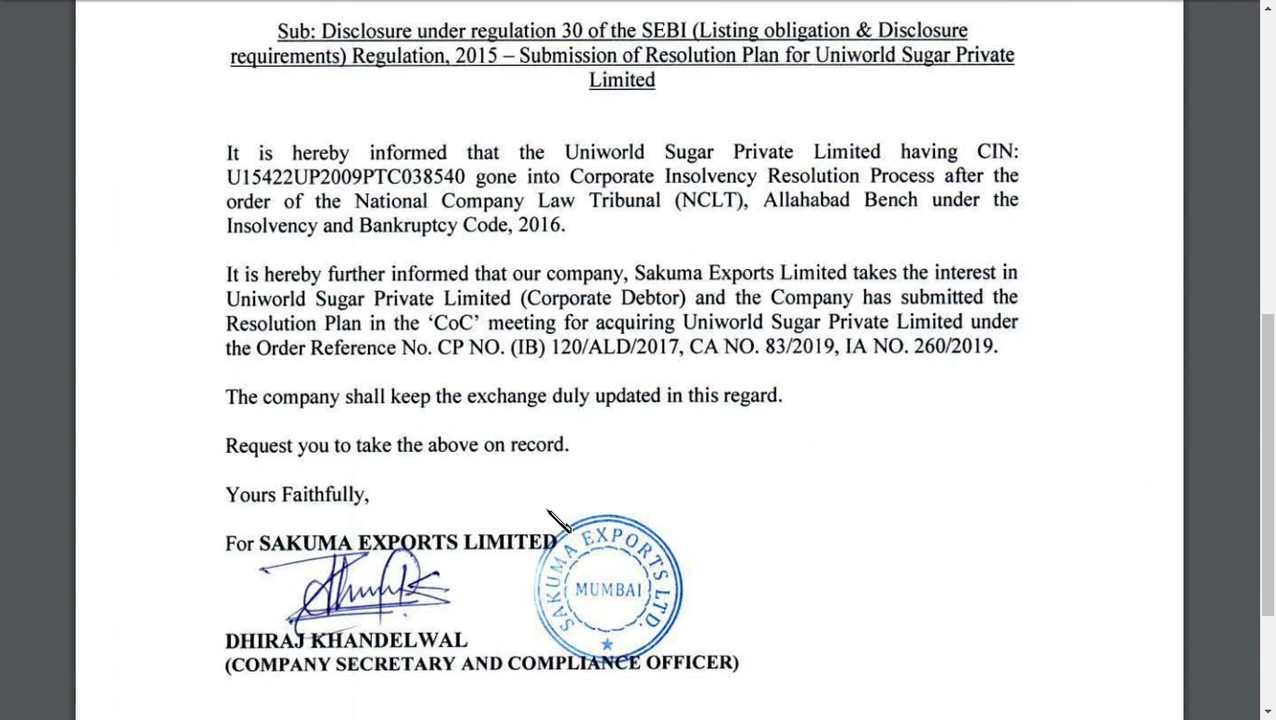 Sub: Disclosure under regulation 30 of the SEBI (Listing obligation & Disclosure
requirements) Regulation, 2015 – Submission of Resolution Plan for Uniworld Sugar Private
Limited
It is hereby informed that the Uniworld Sugar Private Limited having CIN:
U15422UP2009PTC038540 gone into Corporate Insolvency Resolution Process after the
order of the National Company Law Tribunal (NCLT), Allahabad Bench under the
Insolvency and Bankruptcy Code, 2016.
It is hereby further informed that our company, Sakuma Exports Limited takes the interest in
Uniworld Sugar Private Limited (Corporate Debtor) and the Company has submitted the
Resolution Plan in the ‘CoC’ meeting for acquiring Uniworld Sugar Private Limited under
the Order Reference No. CP NO. (IB) 120/ALD/2017, CA NO. 83/2019, IA NO. 260/2019.
The company shall keep the exchange duly updated in this regard.
Request you to take the above on record.
Yours Faithfully,
For SAKUMA EXPORTS LIMITED
SAKUMA EXPORTS LTD.
MUMBAI
DHIRAJ KHANDELWAL
(COMPANY SECRETARY AND COMPLIANCE OFFICER)